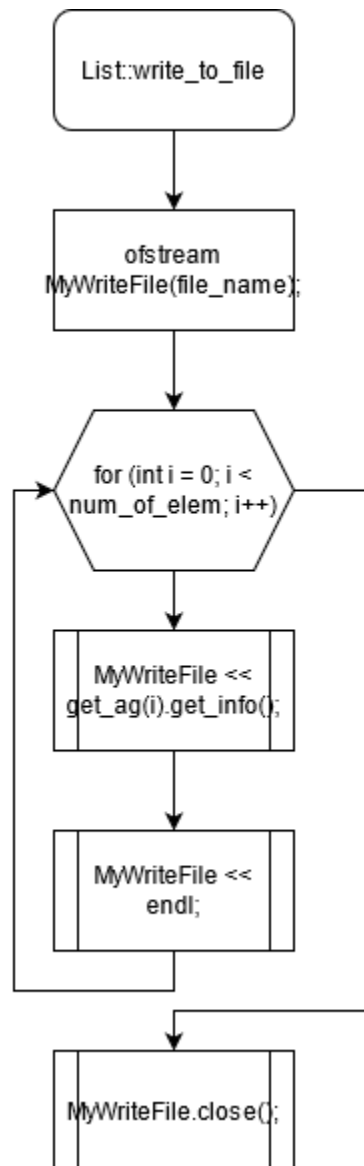 List::write_to_file
ofstream
MyWriteFile(file_name);
for (int i = 0; i <
num_of_elem; i++)
MyWriteFile <<
get_ag(i).get_info();
MyWriteFile <<
endl;
MyWriteFile.close();